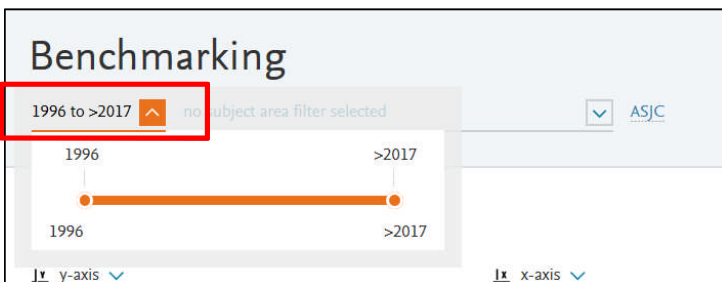 Benchmarking
1996 to >2017 no subject area filter selected ASJC
1996 >2017
1996 >2017
y y-axis x x-axis